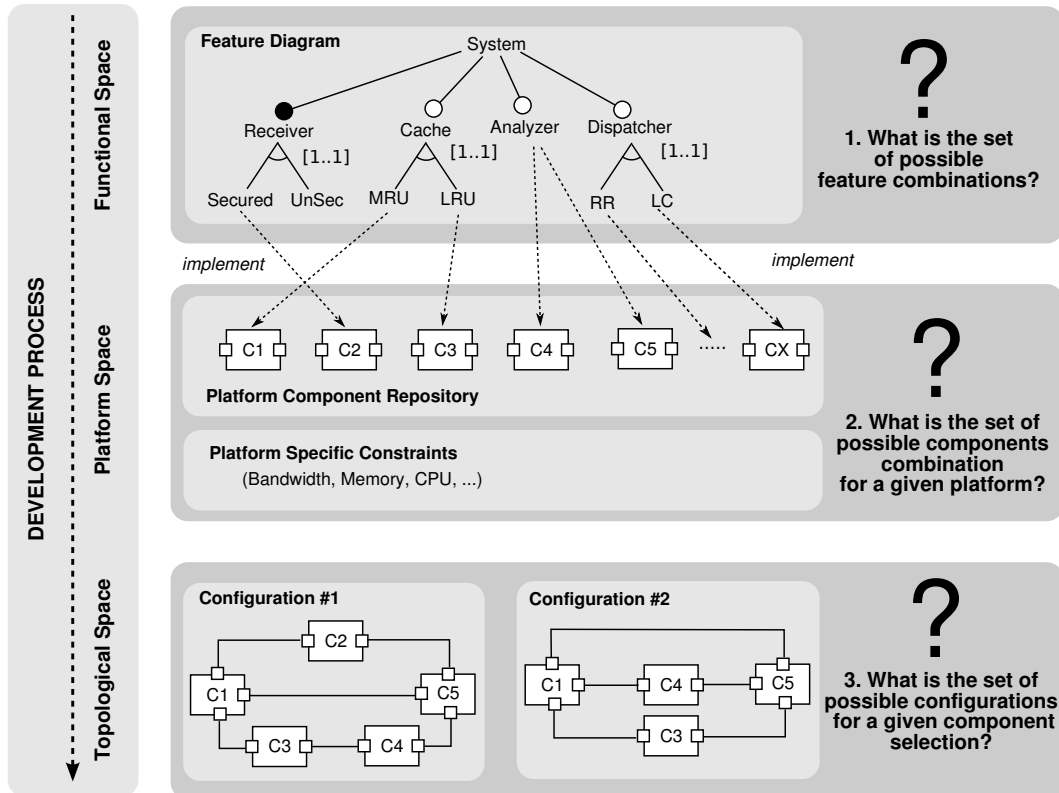 DEVELOPMENT PROCESS
Functional Space
Platform Space
Topological Space
Feature Diagram
System
Receiver
Cache
Analyzer
Dispatcher
[1..1]
[1..1]
[1..1]
Secured
UnSec
MRU
LRU
RR
LC
?
1. What is the set
of possible
feature combinations?
implement
implement
C1
C2
C3
C4
C5
.....
CX
Platform Component Repository
Platform Specific Constraints
(Bandwidth, Memory, CPU, ...)
?
2. What is the set of
possible components
combination
for a given platform?
Configuration #1
C2
C1
C5
C3
C4
Configuration #2
C1
C4
C5
C3
?
3. What is the set of
possible configurations
for a given component
selection?